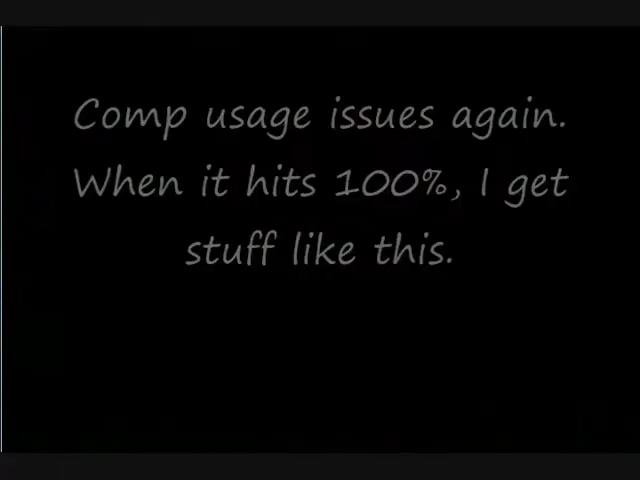 Comp usage issues again.
When it hits 100%, I get
stuff like this.